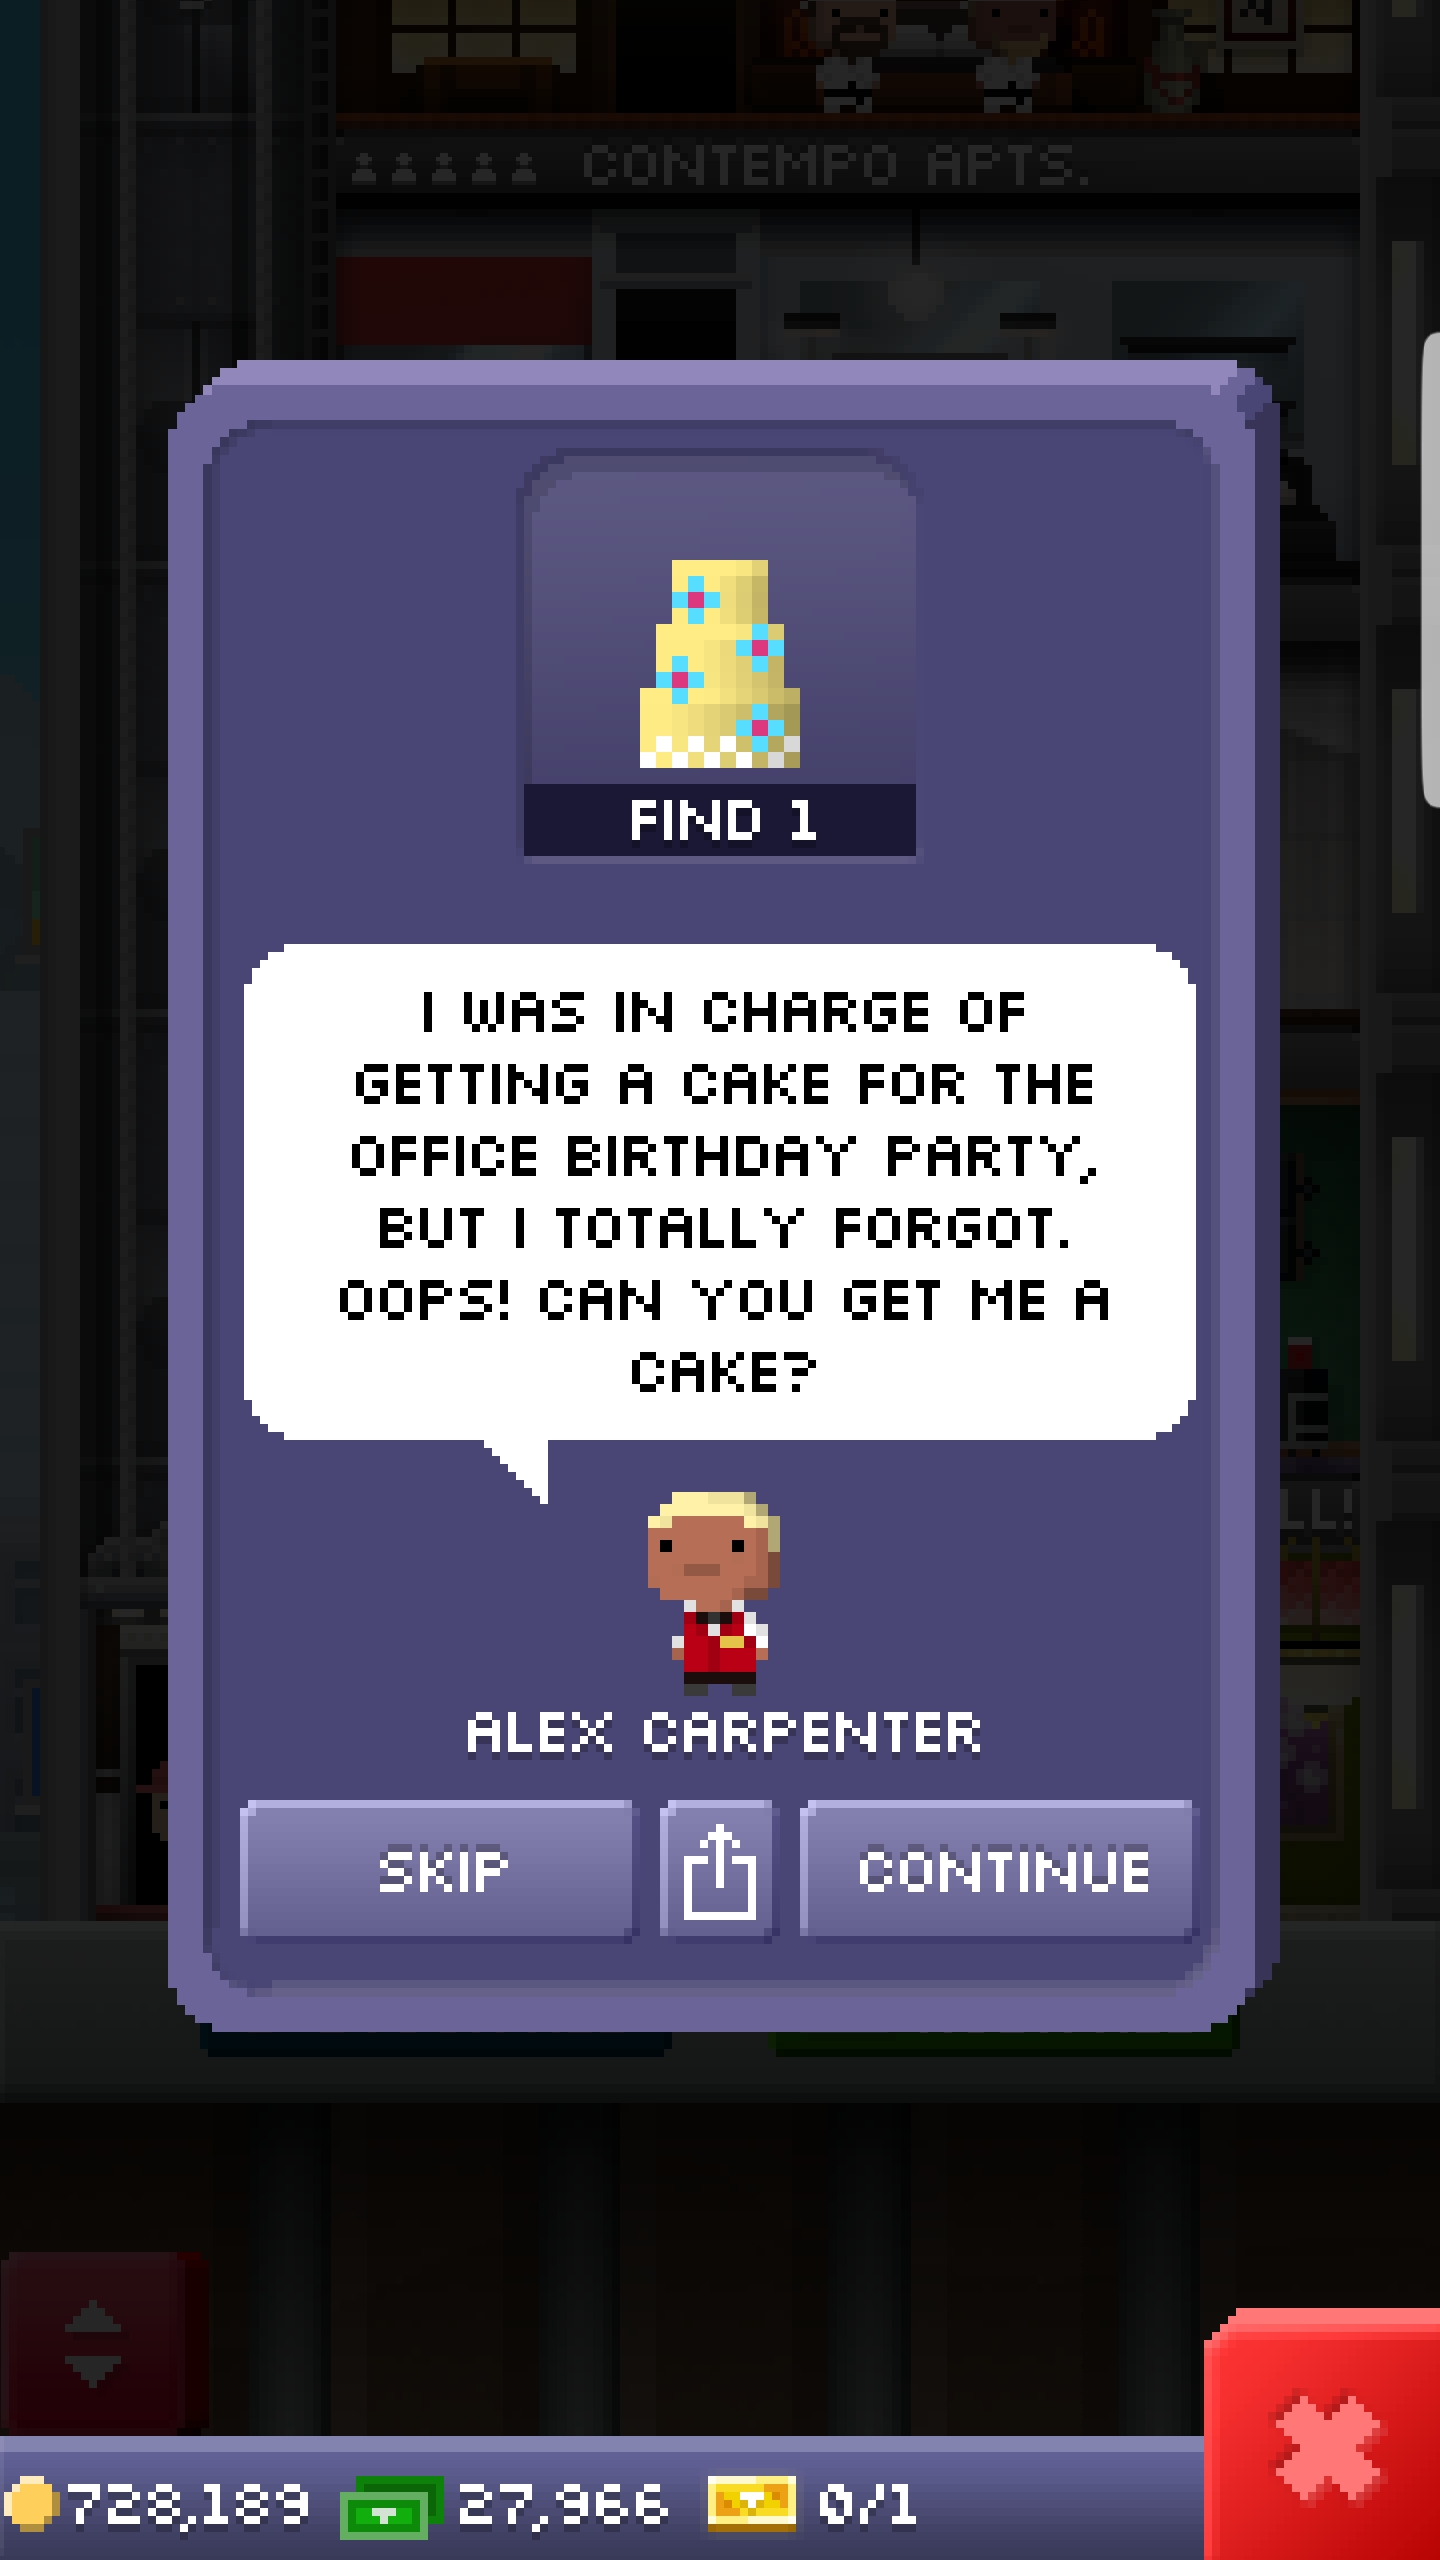 CONTEMPO APTS.
FIND 1
I WAS IN CHARGE OF
GETTING A CAKE FOR THE
OFFICE BIRTHDAY PARTY,
BUT I TOTALLY FORGOT.
OOPS! CAN YOU GET ME A
CAKE?
LL!
ALEX CARPENTER
SKIP
CONTINUE
728,189
27,966
0/1